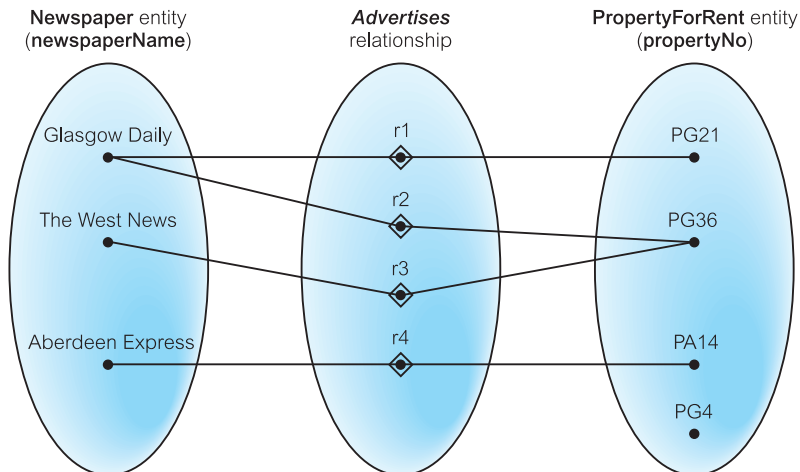 Newspaper entity
(newspaperName)
Advertises
relationship
PropertyForRent entity
(propertyNo)
Glasgow Daily
The West News
Aberdeen Express
r1
r2
r3
r4
PG21
PG36
PA14
PG4